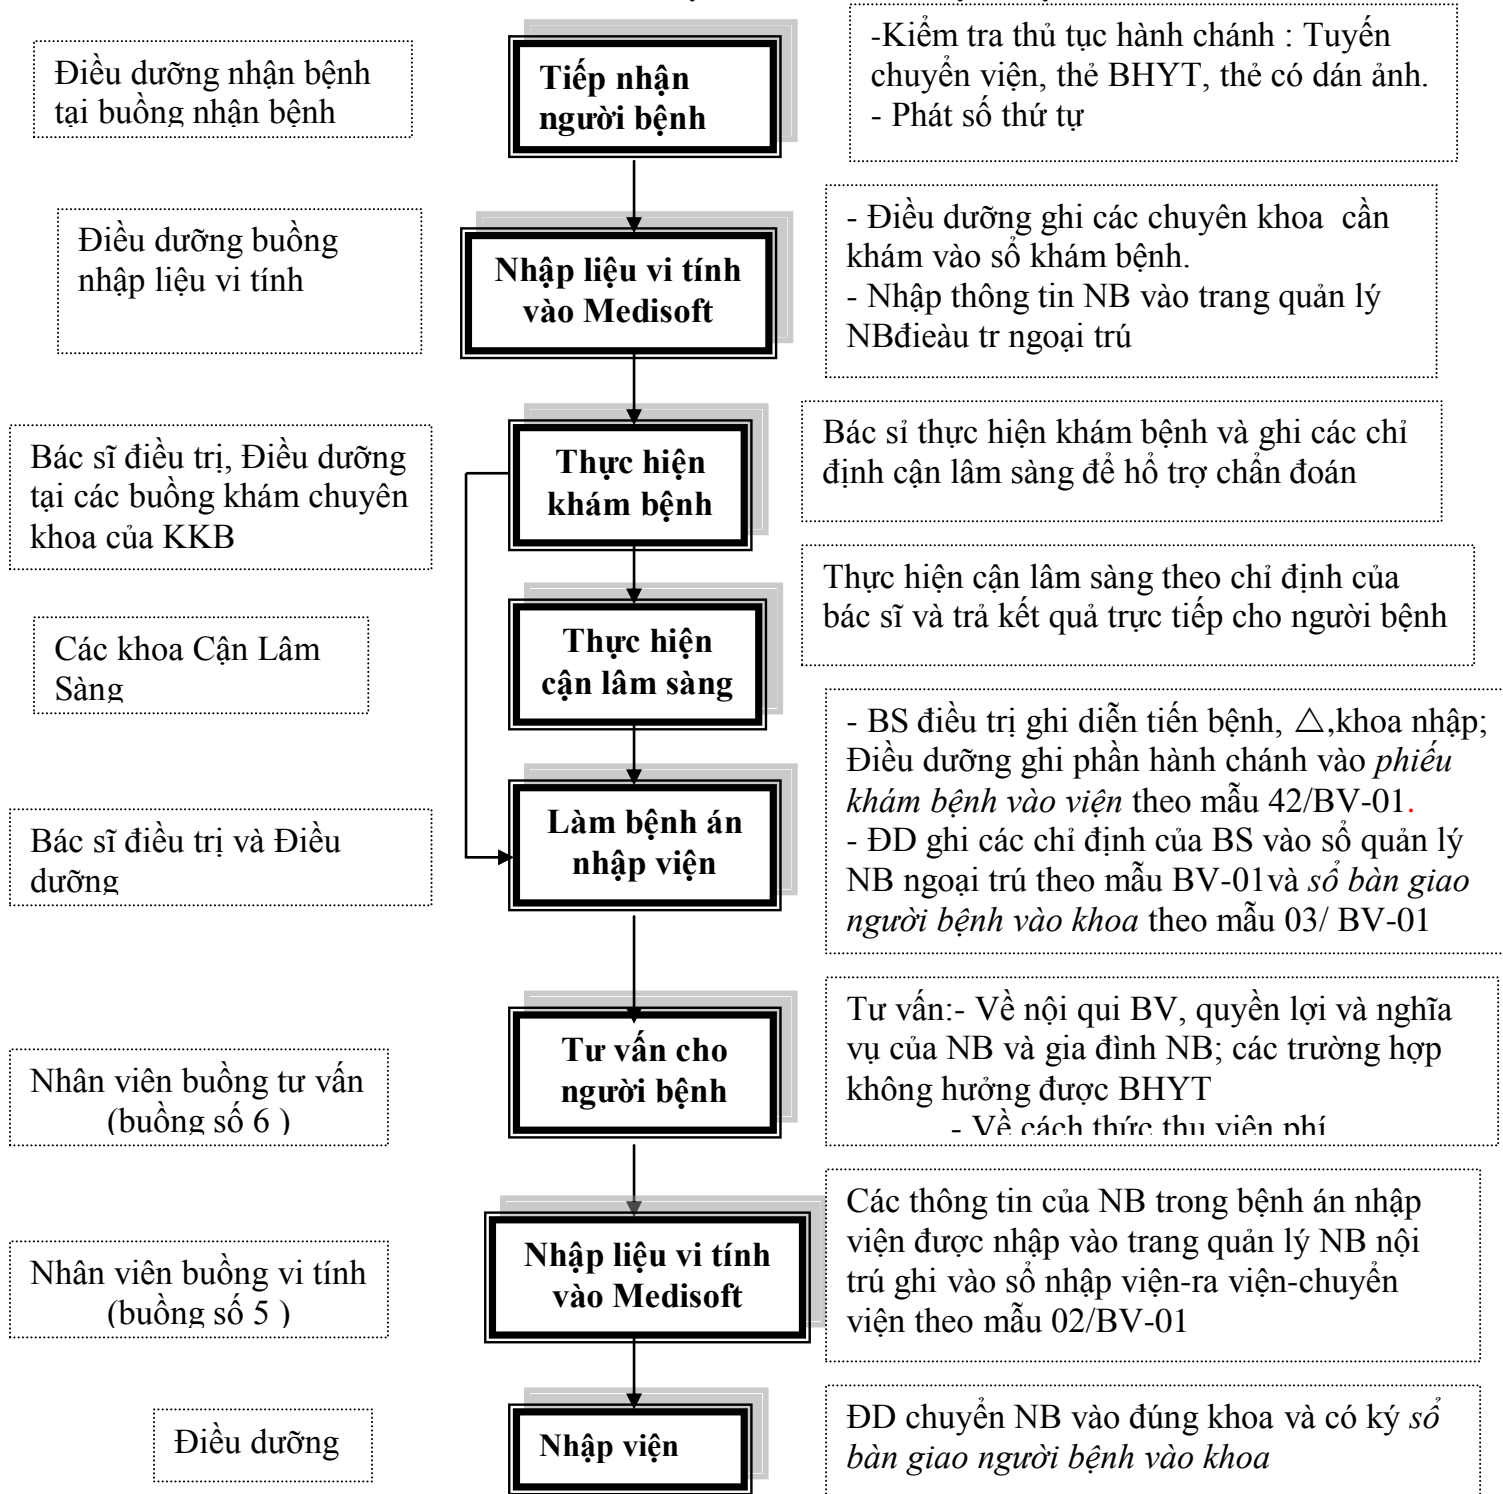 Điều dưỡng nhận bệnh
tại buồng nhận bệnh
Tiếp nhận
người bệnh
-Kiểm tra thủ tục hành chánh : Tuyến
chuyển viện, thẻ BHYT, thẻ có dán ảnh.
- Phát số thứ tự
Điều dưỡng buồng
nhập liệu vi tính
Nhập liệu vi tính
vào Medisoft
- Điều dưỡng ghi các chuyên khoa cần
khám vào sổ khám bệnh.
- Nhập thông tin NB vào trang quản lý
NBđieàu tr ngoại trú
Bác sĩ điều trị, Điều dưỡng
tại các buồng khám chuyên
khoa của KKB
Thực hiện
khám bệnh
Bác sỉ thực hiện khám bệnh và ghi các chỉ
định cận lâm sàng để hổ trợ chẩn đoán
Các khoa Cận Lâm
Sàng
Thực hiện
cận lâm sàng
Thực hiện cận lâm sàng theo chỉ định của
bác sĩ và trả kết quả trực tiếp cho người bệnh
Bác sĩ điều trị và Điều
dưỡng
Làm bệnh án
nhập viện
- BS điều trị ghi diễn tiến bệnh, △,khoa nhập;
Điều dưỡng ghi phần hành chánh vào phiếu
khám bệnh vào viện theo mẫu 42/BV-01.
- ĐD ghi các chỉ định của BS vào sổ quản lý
NB ngoại trú theo mẫu BV-01và sổ bàn giao
người bệnh vào khoa theo mẫu 03/ BV-01
Nhân viên buồng tư vấn
(buồng số 6 )
Tư vấn cho
người bệnh
Tư vấn:- Về nội qui BV, quyền lợi và nghĩa
vụ của NB và gia đình NB; các trường hợp
không hưởng được BHYT
- Về cách thức thu viện phí
Nhân viên buồng vi tính
(buồng số 5 )
Nhập liệu vi tính
vào Medisoft
Các thông tin của NB trong bệnh án nhập
viện được nhập vào trang quản lý NB nội
trú ghi vào sổ nhập viện-ra viện-chuyển
viện theo mẫu 02/BV-01
Điều dưỡng
Nhập viện
ĐD chuyển NB vào đúng khoa và có ký sổ
bàn giao người bệnh vào khoa